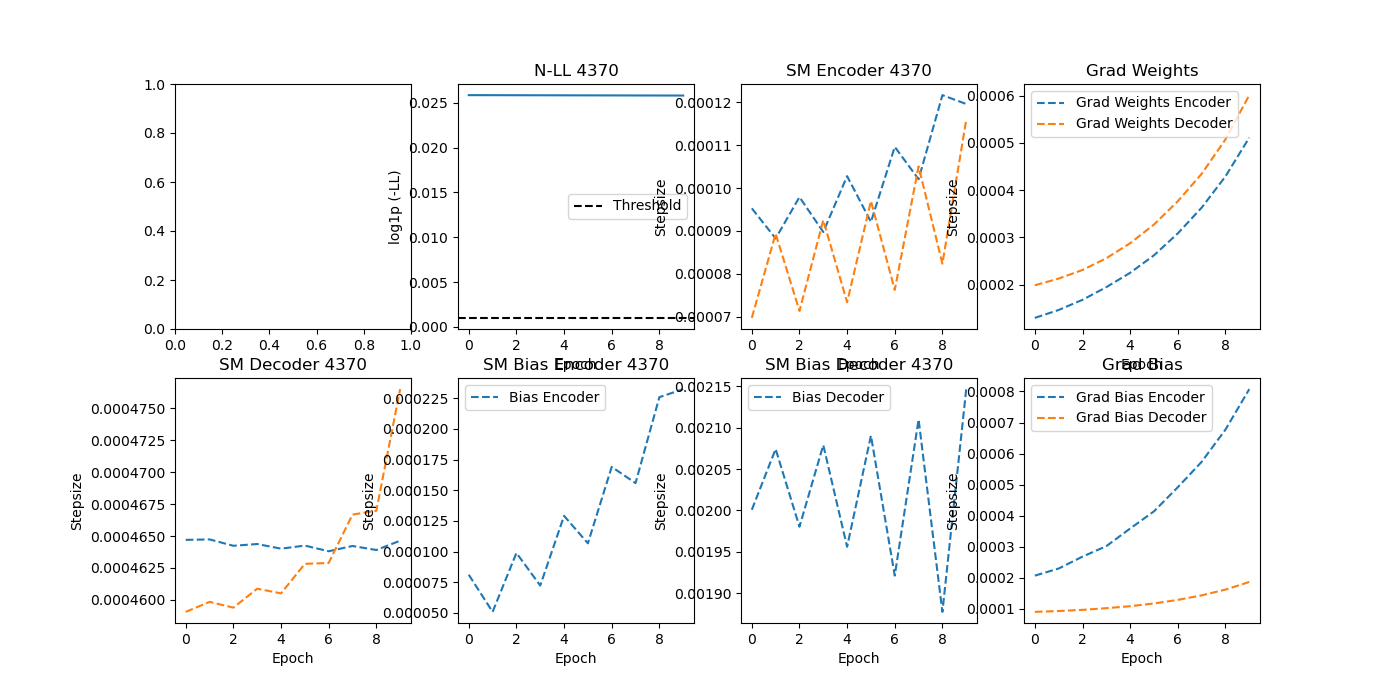 1.0
0.8
0.6
0.4
0.2
0.0
0.0 0.2 0.4 0.6 0.8 1.0
N-LL 4370
log1p (-LL)
0.025
0.020
0.015
0.010
0.005
0.000
Threshold
0 2 4 6 8
Epoch
SM Encoder 4370
Stepsize
0.00012
0.00011
0.00010
0.00009
0.00008
0.00007
0 2 4 6 8
Epoch
Grad Weights
Stepsize
0.0006
0.0005
0.0004
0.0003
0.0002
Grad Weights Encoder
Grad Weights Decoder
0 2 4 6 8
Epoch
SM Decoder 4370
Stepsize
0.0004750
0.0004725
0.0004700
0.0004675
0.0004650
0.0004625
0.0004600
0 2 4 6 8
Epoch
SM Bias Encoder 4370
Stepsize
0.000225
0.000200
0.000175
0.000150
0.000125
0.000100
0.000075
0.000050
Bias Encoder
0 2 4 6 8
Epoch
SM Bias Decoder 4370
Stepsize
0.00215
0.00210
0.00205
0.00200
0.00195
0.00190
Bias Decoder
0 2 4 6 8
Epoch
Grad Bias
Stepsize
0.0008
0.0007
0.0006
0.0005
0.0004
0.0003
0.0002
0.0001
Grad Bias Encoder
Grad Bias Decoder
0 2 4 6 8
Epoch